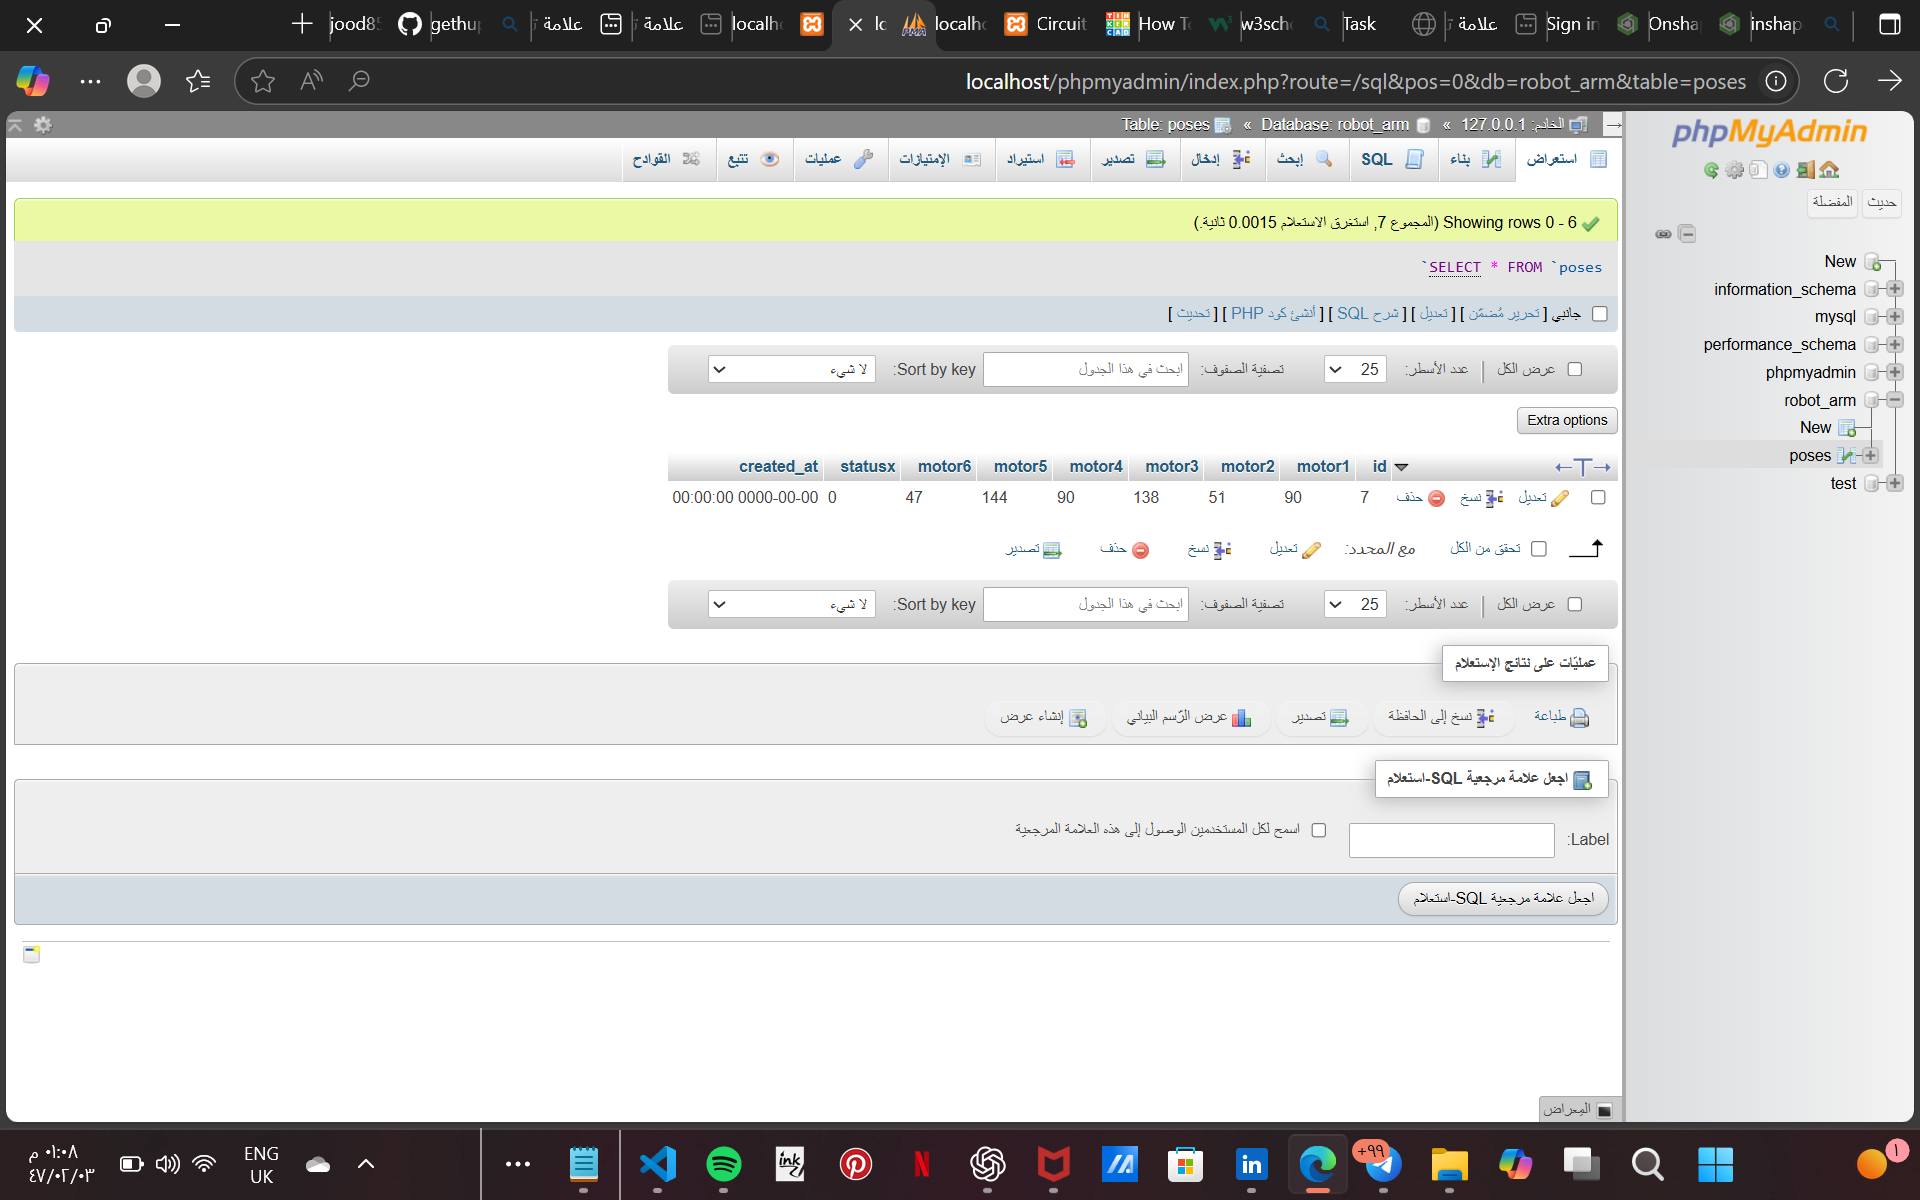 jood8
gethu
علامة
علامة
localh
lc
localh
Circuit
How T
w3sch
Task
علامة
Sign in
Onsha
inshap
localhost/phpmyadmin/index.php?route=/sql&pos=0&db=robot_arm&table=poses
الخادم: 127.0.0.1 » Database: robot_arm » Table: poses
استعراض
بناء
SQL
إبحث
إدخال
تصدير
استيراد
الإمتيازات
عمليات
تتبع
القوادح
Showing rows 0 - 6 (المجموع 7, استغرق الاستعلام 0.0015 ثانية.)
SELECT * FROM `poses`
جانبي [ تحرير مُضمّن ] [ تعديل ] [ شرح SQL ] [ أنشئ كود PHP ] [ تحديث ]
عرض الكل | عدد الأسطر: 25 تصفية الصفوف: ابحث في هذا الجدول Sort by key: لا شيء
Extra options
id motor1 motor2 motor3 motor4 motor5 motor6 statusx created_at
تعديل نسخ حذف 7 90 51 138 90 144 47 0 0000-00-00 00:00:00
تحقق من الكل مع المحدد: تعديل نسخ حذف تصدير
عرض الكل | عدد الأسطر: 25 تصفية الصفوف: ابحث في هذا الجدول Sort by key: لا شيء
عمليّات على نتائج الإستعلام
طباعة نسخ إلى الحافظة تصدير عرض الرّسم البياني إنشاء عرض
اجعل علامة مرجعية SQL-استعلام
Label: اسمح لكل المستخدمين الوصول إلى هذه العلامة المرجعية
اجعل علامة مرجعية SQL-استعلام
المِعراض
phpMyAdmin
حديث المفضلة
New
information_schema
mysql
performance_schema
phpmyadmin
robot_arm
New
poses
test
٠١:٠٨ م
٤٧/٠٢/٠٣
ENG
UK
ink
N
in
+٩٩
١